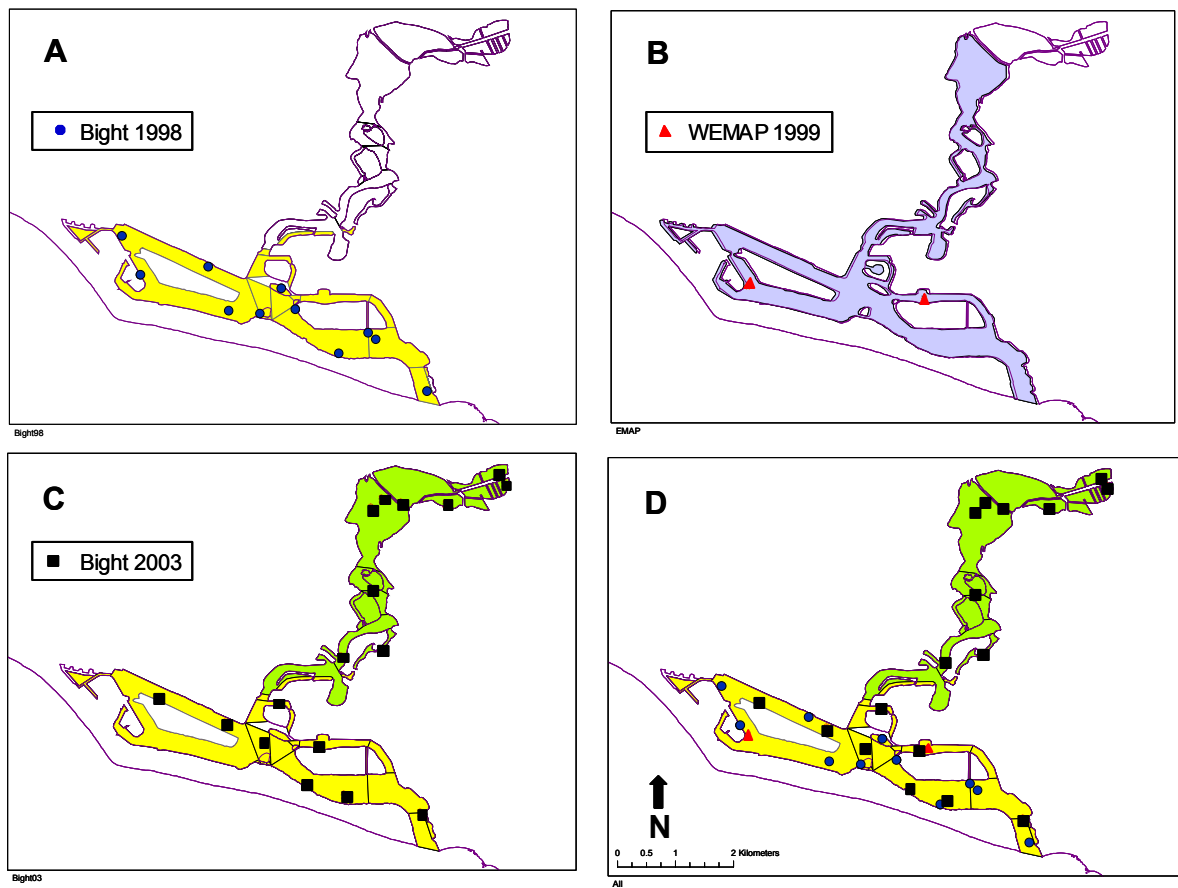 A
Bight 1998
Bight98
B
WEMAP 1999
EMAP
C
Bight 2003
Bight03
D
N
0 0.5 1 2 Kilometers
All